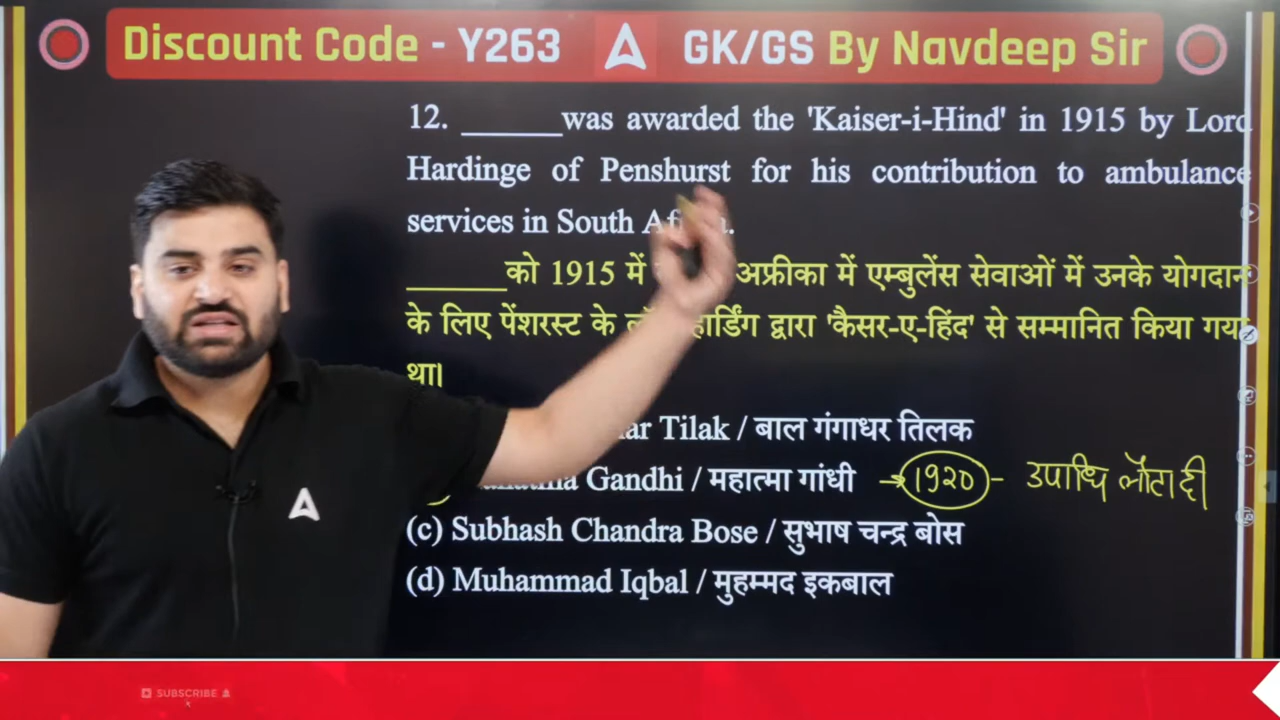 Discount Code - Y263 GK/GS By Navdeep Sir
12. ______was awarded the 'Kaiser-i-Hind' in 1915 by Lord
Hardinge of Penshurst for his contribution to ambulance
services in South
______को 1915 में अफ्रीका में एम्बुलेंस सेवाओं में उनके योगदान
के लिए पेंशरस्ट के हार्डिंग द्वारा 'कैसर-ए-हिंद' से सम्मानित किया गया
था।
Tilak / बाल गंगाधर तिलक
Gandhi / महात्मा गांधी → 1920 - उपाधि लौटा दी
(c) Subhash Chandra Bose / सुभाष चन्द्र बोस
(d) Muhammad Iqbal / मुहम्मद इकबाल
SUBSCRIBE